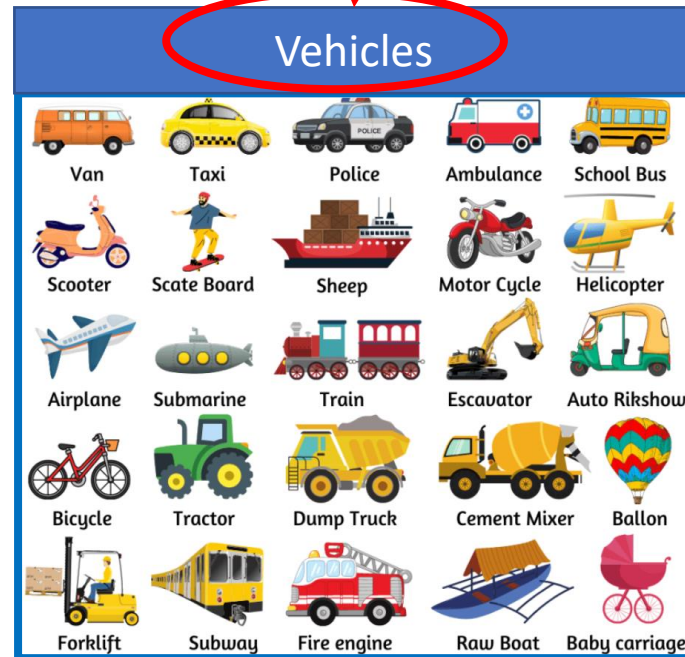 Vehicles
POLICE
Van Taxi Police Ambulance School Bus
Scooter Scate Board Sheep Motor Cycle Helicopter
Airplane Submarine Train Escavator Auto Rikshow
Bicycle Tractor Dump Truck Cement Mixer Ballon
Forklift Subway Fire engine Raw Boat Baby carriage